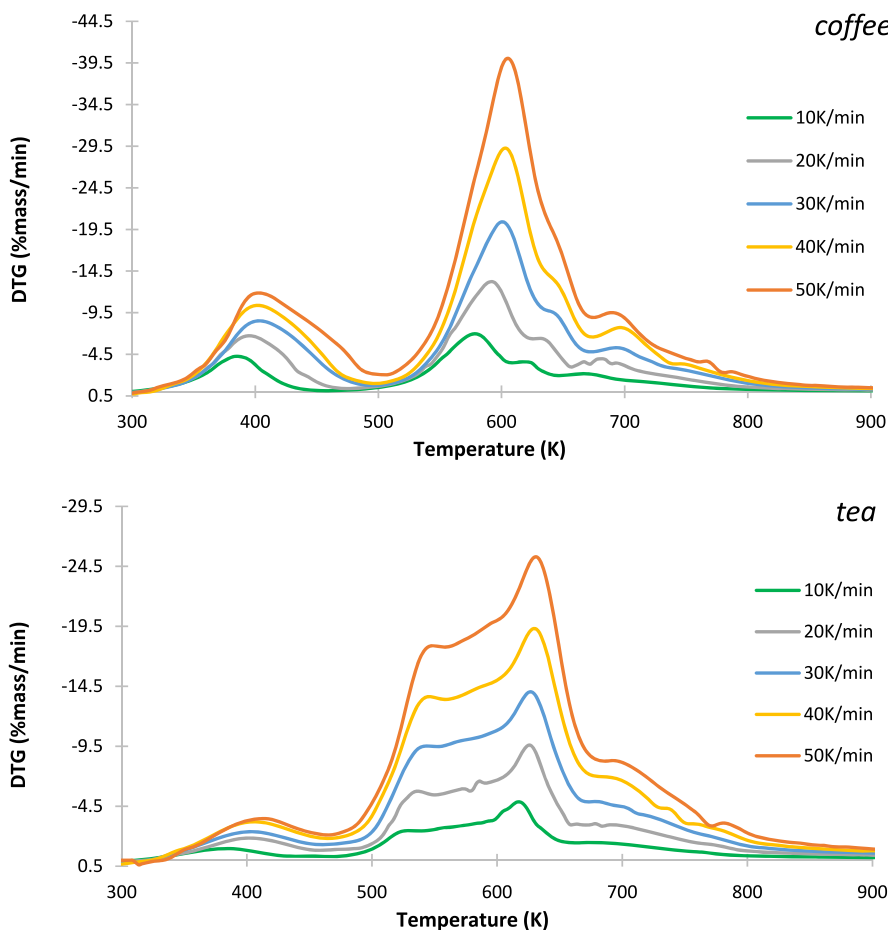 coffee
-44.5
-39.5
-34.5
-29.5
-24.5
-19.5
-14.5
-9.5
-4.5
0.5
DTG (%mass/min)
300 400 500 600 700 800 900
Temperature (K)
10K/min
20K/min
30K/min
40K/min
50K/min
tea
-29.5
-24.5
-19.5
-14.5
-9.5
-4.5
0.5
DTG (%mass/min)
300 400 500 600 700 800 900
Temperature (K)
10K/min
20K/min
30K/min
40K/min
50K/min